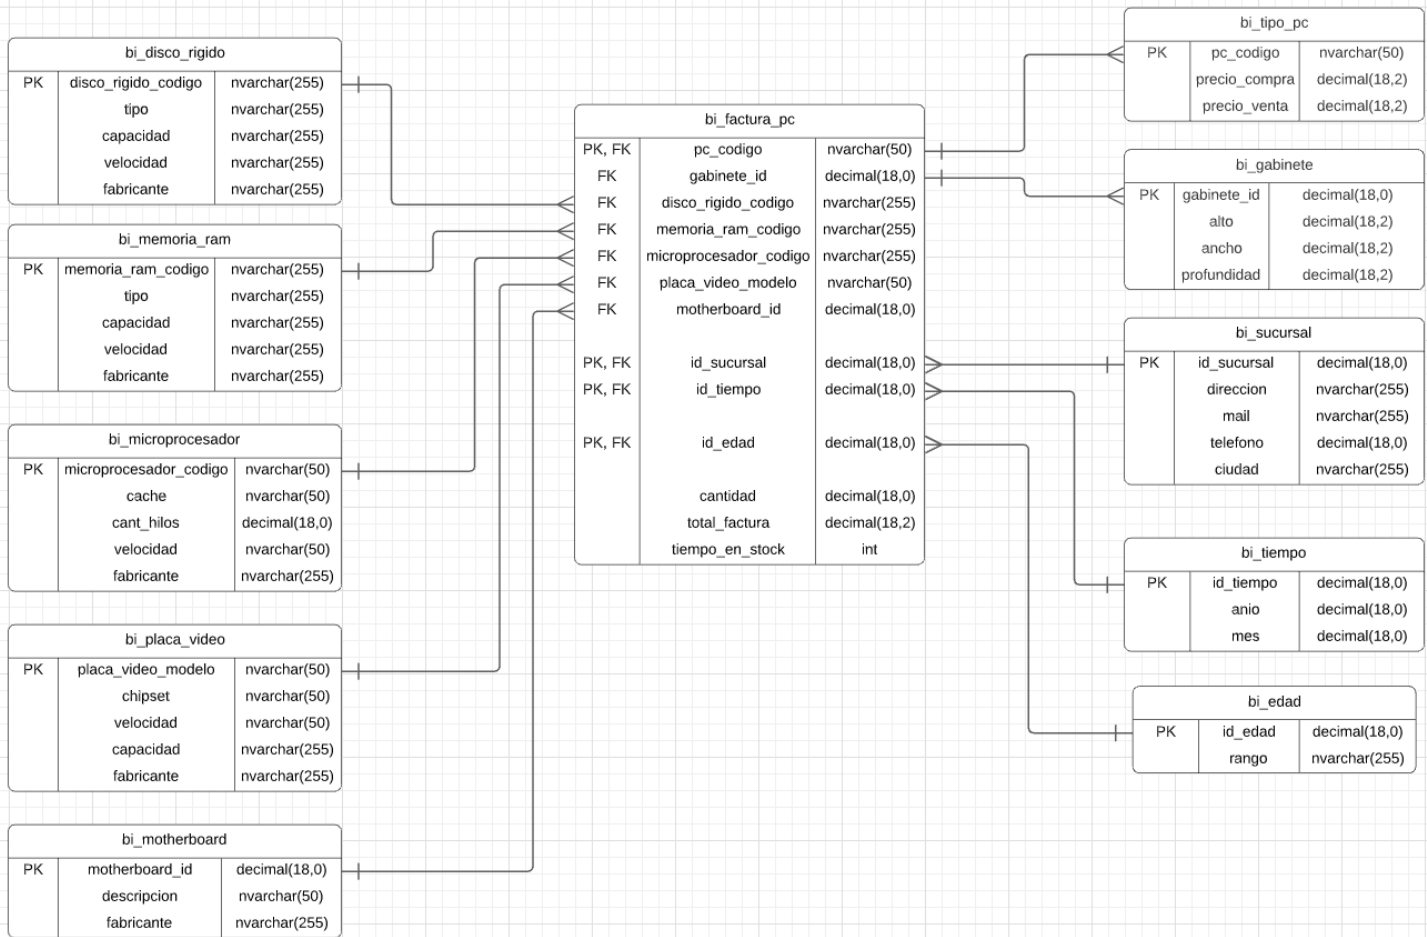 bi_disco_rigido
PK disco_rigido_codigo nvarchar(255)
tipo nvarchar(255)
capacidad nvarchar(255)
velocidad nvarchar(255)
fabricante nvarchar(255)
bi_memoria_ram
PK memoria_ram_codigo nvarchar(255)
tipo nvarchar(255)
capacidad nvarchar(255)
velocidad nvarchar(255)
fabricante nvarchar(255)
bi_microprocesador
PK microprocesador_codigo nvarchar(50)
cache nvarchar(50)
cant_hilos decimal(18,0)
velocidad nvarchar(50)
fabricante nvarchar(255)
bi_placa_video
PK placa_video_modelo nvarchar(50)
chipset nvarchar(50)
velocidad nvarchar(50)
capacidad nvarchar(255)
fabricante nvarchar(255)
bi_motherboard
PK motherboard_id decimal(18,0)
descripcion nvarchar(50)
fabricante nvarchar(255)
bi_factura_pc
PK, FK pc_codigo nvarchar(50)
FK gabinete_id decimal(18,0)
FK disco_rigido_codigo nvarchar(255)
FK memoria_ram_codigo nvarchar(255)
FK microprocesador_codigo nvarchar(255)
FK placa_video_modelo nvarchar(50)
FK motherboard_id decimal(18,0)
PK, FK id_sucursal decimal(18,0)
PK, FK id_tiempo decimal(18,0)
PK, FK id_edad decimal(18,0)
cantidad decimal(18,0)
total_factura decimal(18,2)
tiempo_en_stock int
bi_tipo_pc
PK pc_codigo nvarchar(50)
precio_compra decimal(18,2)
precio_venta decimal(18,2)
bi_gabinete
PK gabinete_id decimal(18,0)
alto decimal(18,2)
ancho decimal(18,2)
profundidad decimal(18,2)
bi_sucursal
PK id_sucursal decimal(18,0)
direccion nvarchar(255)
mail nvarchar(255)
telefono decimal(18,0)
ciudad nvarchar(255)
bi_tiempo
PK id_tiempo decimal(18,0)
anio decimal(18,0)
mes decimal(18,0)
bi_edad
PK id_edad decimal(18,0)
rango nvarchar(255)